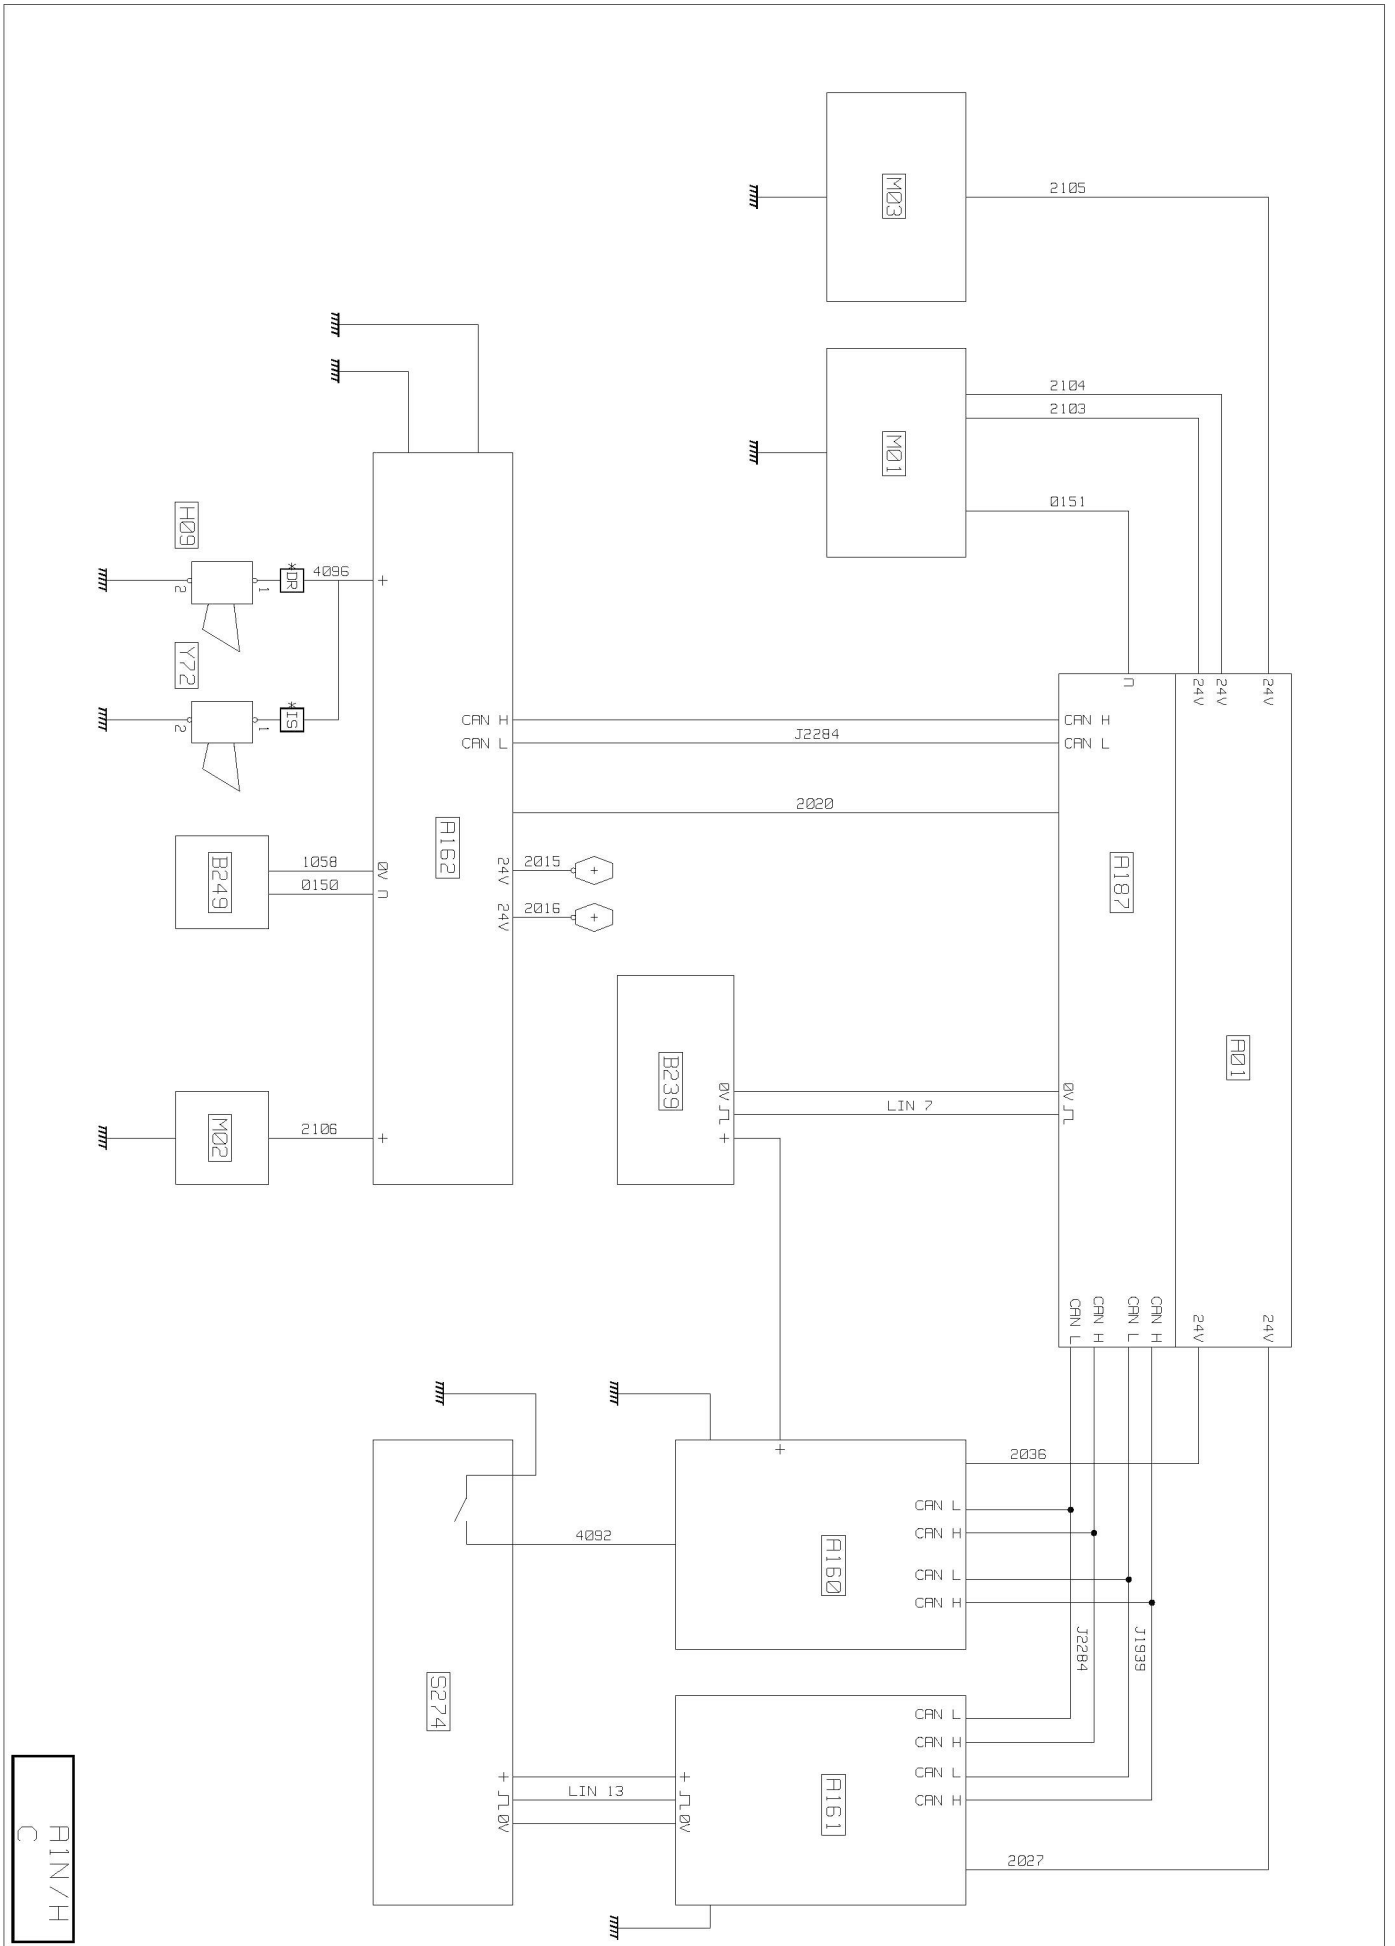 M03
2105
M01
2104
2103
0151
H09
1
2
*DR
4096
+
Y72
1
2
*IS
A162
CAN H
CAN L
J2284
CAN H
CAN L
2020
24V
24V
24V
A187
A01
24V
2015
+
24V
2016
+
B249
1058
0150
0V
M02
2106
+
B239
0V
+
LIN 7
0V
CAN L
CAN H
CAN L
CAN H
24V
24V
+
2036
CAN L
CAN H
CAN L
CAN H
A160
4092
J2284
J1939
S274
+
0V
LIN 13
+
0V
A161
CAN L
CAN H
CAN L
CAN H
2027
A1N/H
C